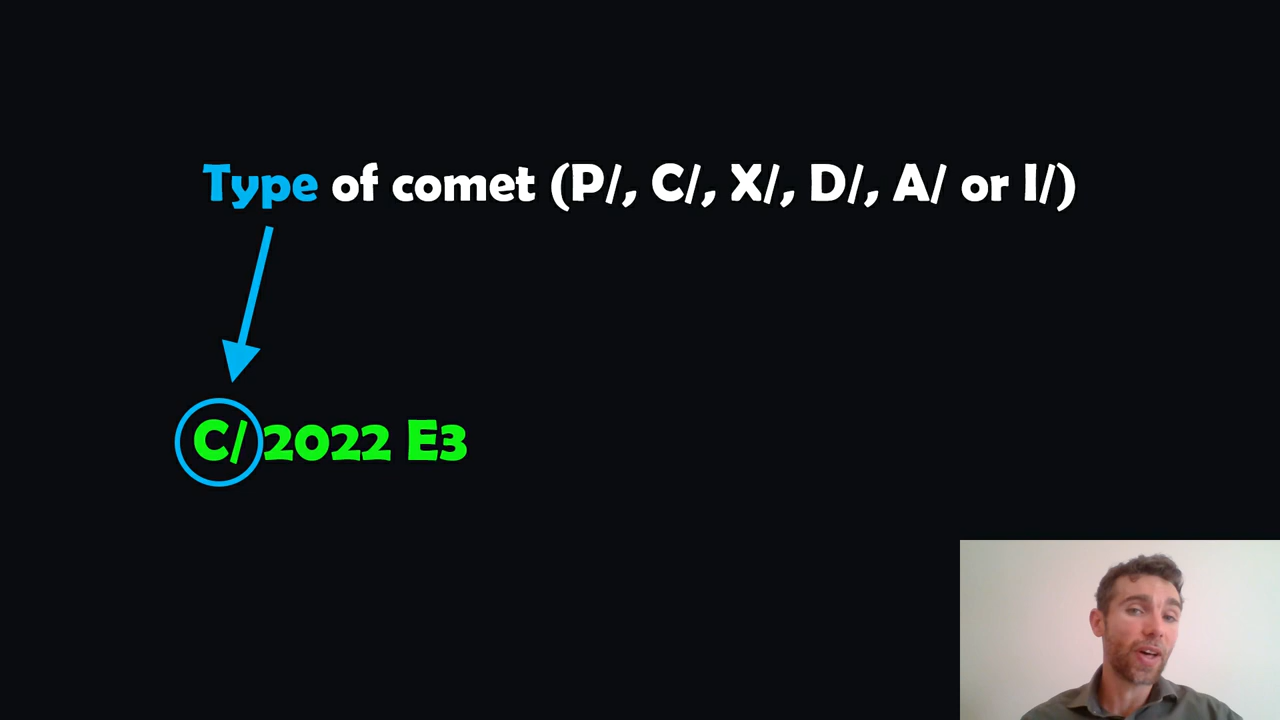 Type of comet (P/, C/, X/, D/, A/ or I/)
C/2022 E3